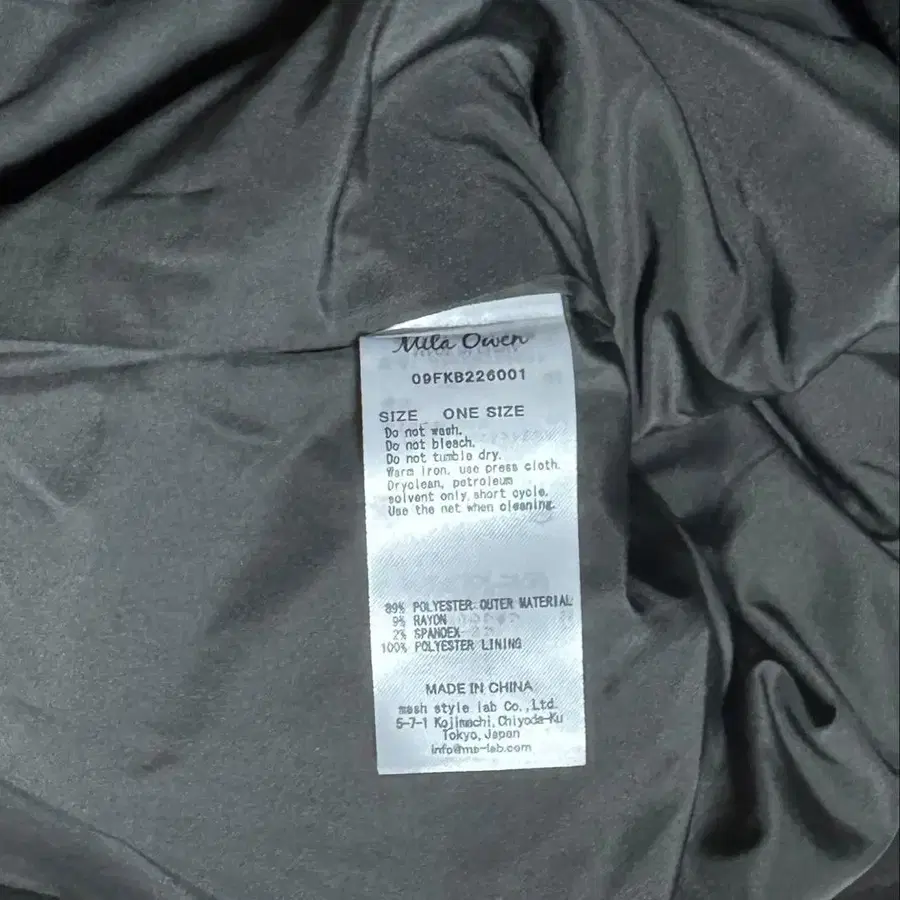 Mila Owen
09FKB226001
SIZE ONE SIZE
Do not wash.
Do not bleach.
Do not tumble dry.
Warm iron, use press cloth.
Dryclean, petroleum
solvent only, short cycle.
Use the net when cleaning.
89% POLYESTER OUTER MATERIAL
9% RAYON
2% SPANDEX
100% POLYESTER LINING
MADE IN CHINA
mash style lab Co.,Ltd.
5-7-1 Kojimachi, Chiyoda-Ku
Tokyo, Japan
info@ms-lab.com